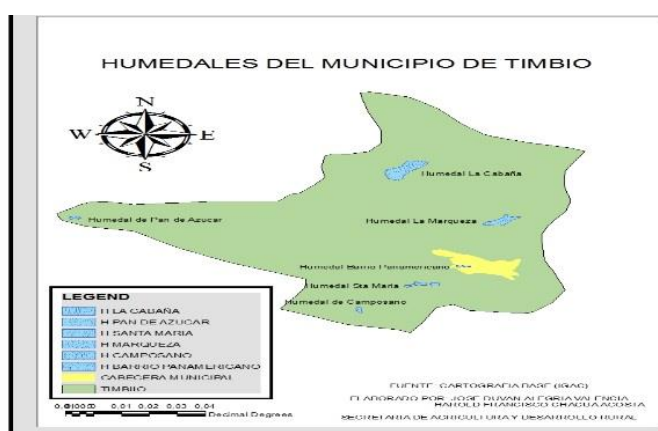 HUMEDALES DEL MUNICIPIO DE TIMBIO
N
W E
S
Humedal La Cabaña
Humedal de Pan de Azucar
Humedal La Marqueza
Humedal Barrio Panamericano
Humedal Sta Maria
Humedal de Camposano
LEGEND
H LA CABAÑA
H PAN DE AZUCAR
H SANTA MARIA
H MARQUEZA
H CAMPOSANO
H BARRIO PANAMERICANO
CABECERA MUNICIPAL
TIMBIO
0.01 0.02 0.03 0.04
Decimal Degrees
FUENTE: CARTOGRAFIA BASE (IGAC)
ELABORADO POR: JOSE DUVAN ALEGRIA VALENCIA
HAROLD FRANCISCO CHAGUA ACOSTA
SECRETARIA DE AGRICULTURA Y DESARROLLO RURAL